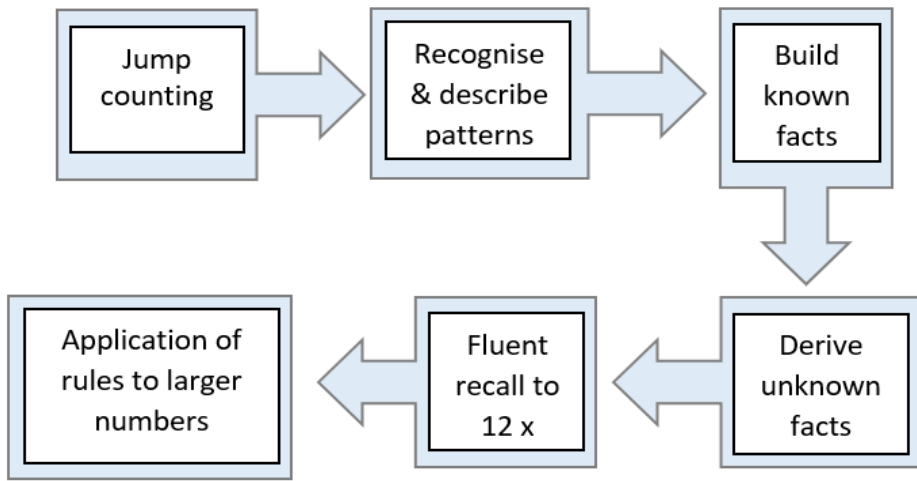 Jump
counting
Recognise
& describe
patterns
Build
known
facts
Derive
unknown
facts
Fluent
recall to
12 x
Application of
rules to larger
numbers